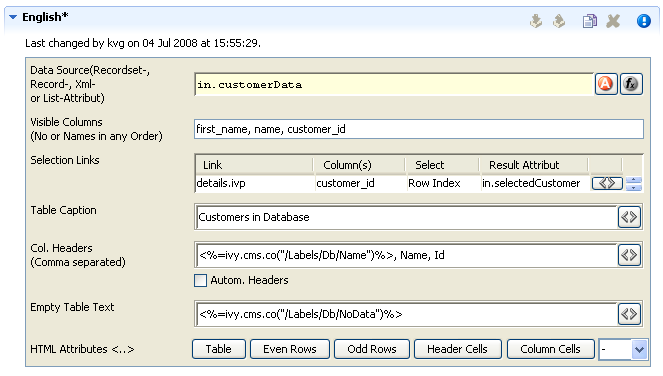 English*
Last changed by kvg on 04 Jul 2008 at 15:55:29.
Data Source(Recordset-,
Record-, Xml-
or List-Attribut)
in.customerData
A
fx
Visible Columns
(No or Names in any Order)
first_name, name, customer_id
Selection Links
Link Column(s) Select Result Attribut
details.ivp customer_id Row Index in.selectedCustomer <>
Table Caption
Customers in Database
<>
Col. Headers
(Comma separated)
<%=ivy.cms.co("/Labels/Db/Name")%>, Name, Id
<>
Autom. Headers
Empty Table Text
<%=ivy.cms.co("/Labels/Db/NoData")%>
<>
HTML Attributes <..> Table Even Rows Odd Rows Header Cells Column Cells -